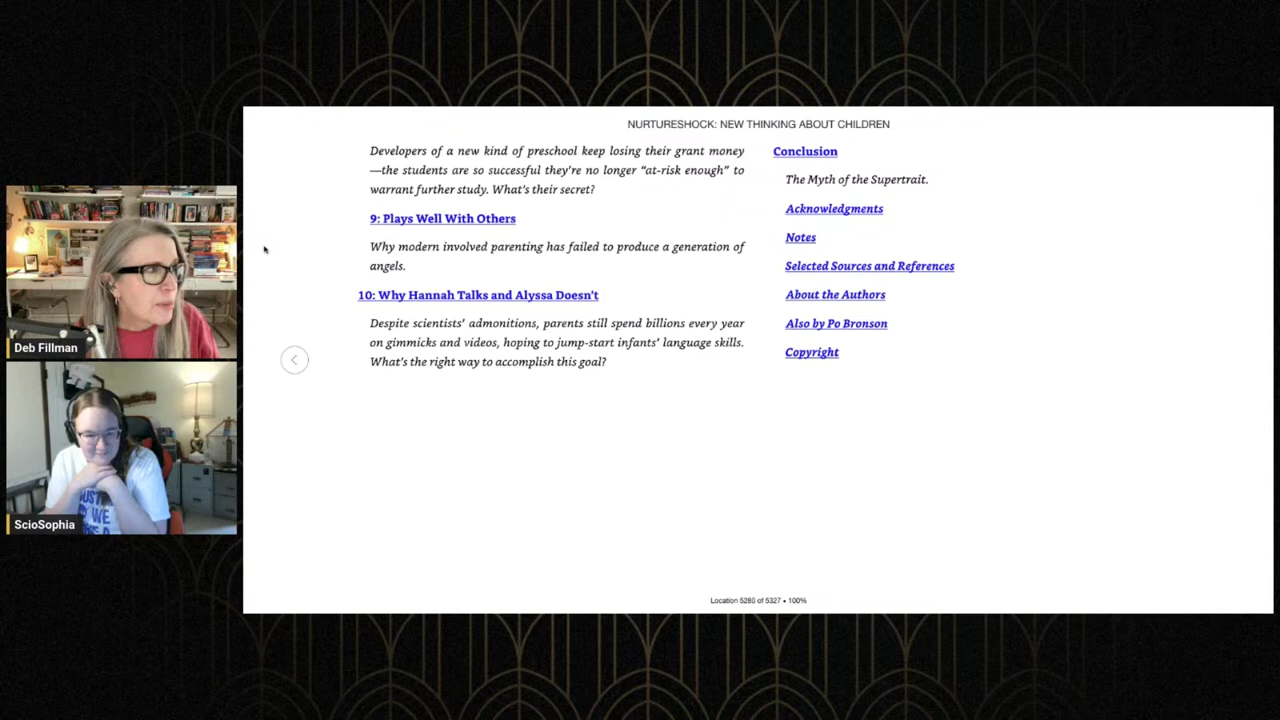 NURTURESHOCK: NEW THINKING ABOUT CHILDREN
Developers of a new kind of preschool keep losing their grant money
—the students are so successful they're no longer "at-risk enough" to
warrant further study. What's their secret?
9: Plays Well With Others
Why modern involved parenting has failed to produce a generation of
angels.
10: Why Hannah Talks and Alyssa Doesn't
Despite scientists' admonitions, parents still spend billions every year
on gimmicks and videos, hoping to jump-start infants' language skills.
What's the right way to accomplish this goal?
Conclusion
The Myth of the Supertrait.
Acknowledgments
Notes
Selected Sources and References
About the Authors
Also by Po Bronson
Copyright
Location 5280 of 5327 • 100%
Deb Fillman
WE
ScioSophia